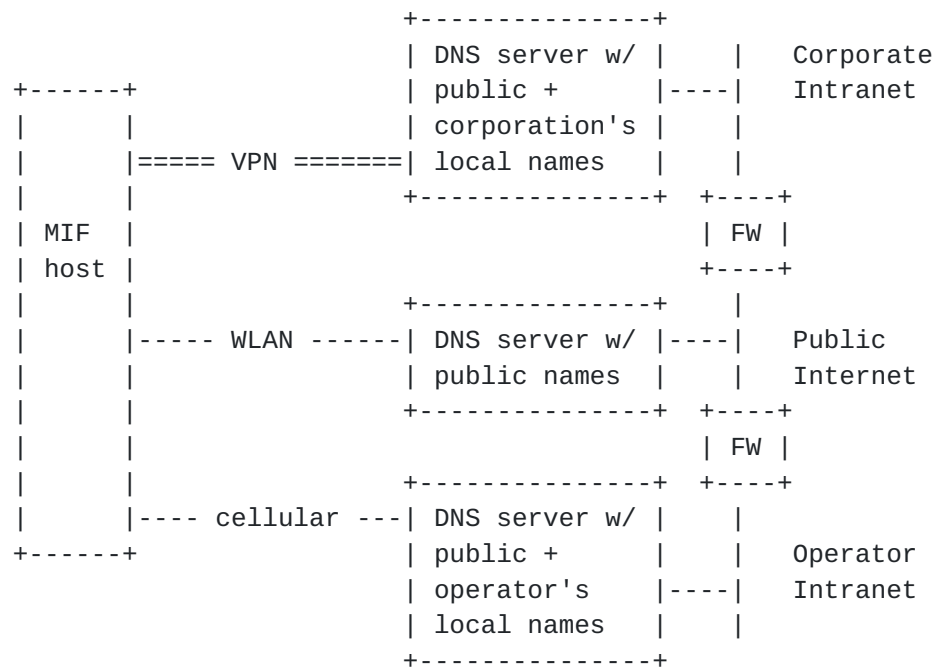 DNS server w/ Corporate
public + Intranet
corporation's
===== VPN ======= local names
MIF FW
host
----- WLAN ------ DNS server w/ Public
public names Internet
FW
---- cellular --- DNS server w/
public + Operator
operator's Intranet
local names